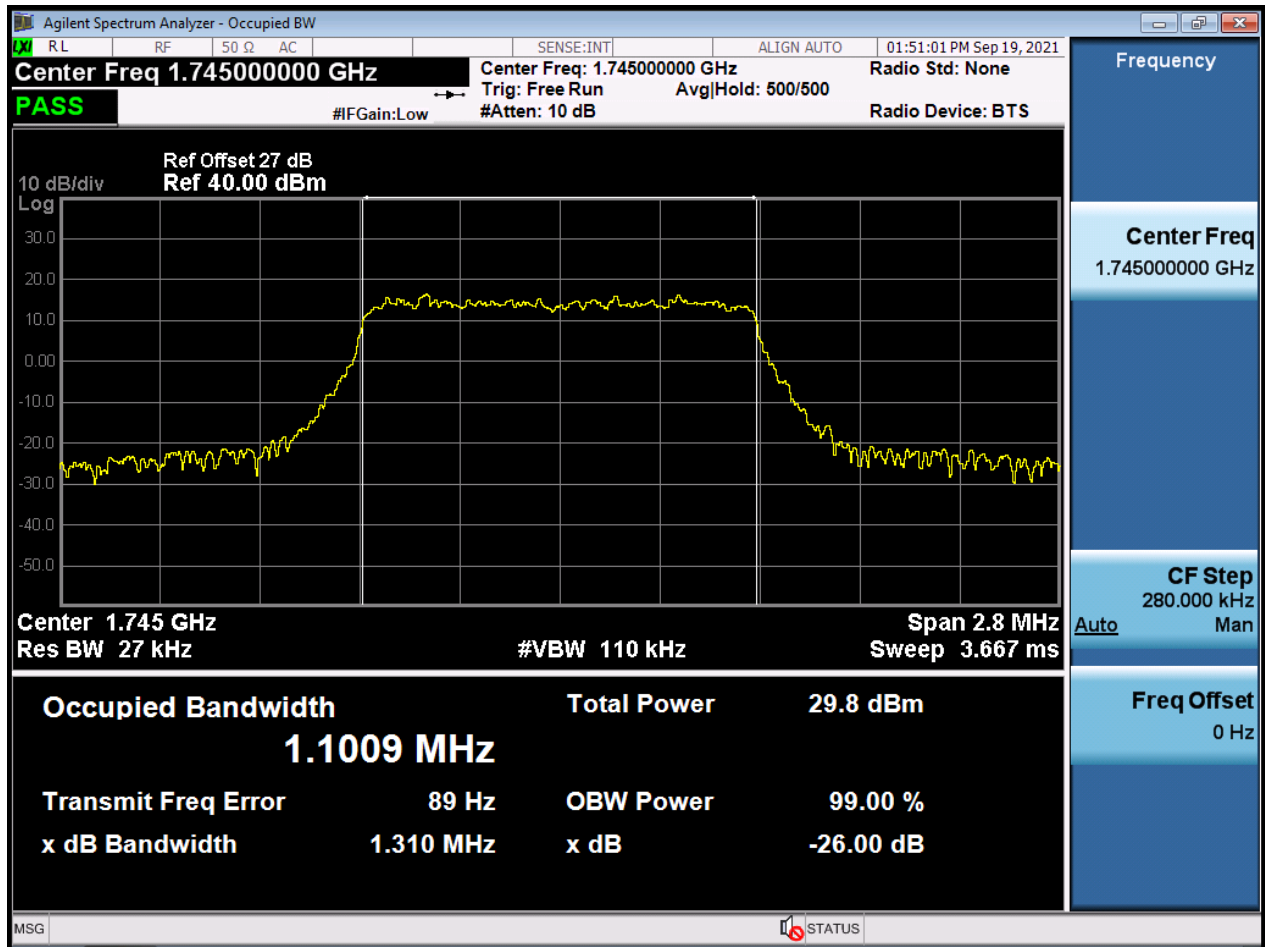 Agilent Spectrum Analyzer - Occupied BW
LXI RL RF 50 Ω AC SENSE:INT ALIGN AUTO 01:51:01 PM Sep 19, 2021
Center Freq 1.745000000 GHz Center Freq: 1.745000000 GHz Radio Std: None Frequency
Trig: Free Run Avg|Hold: 500/500
PASS #IFGain:Low #Atten: 10 dB Radio Device: BTS
Ref Offset 27 dB
10 dB/div Ref 40.00 dBm
Log
30.0
20.0
10.0
0.00
-10.0
-20.0
-30.0
-40.0
-50.0
Center 1.745 GHz Span 2.8 MHz
Res BW 27 kHz #VBW 110 kHz Sweep 3.667 ms
Occupied Bandwidth Total Power 29.8 dBm
1.1009 MHz
Transmit Freq Error 89 Hz OBW Power 99.00 %
x dB Bandwidth 1.310 MHz x dB -26.00 dB
Center Freq
1.745000000 GHz
CF Step
280.000 kHz
Auto Man
Freq Offset
0 Hz
MSG STATUS